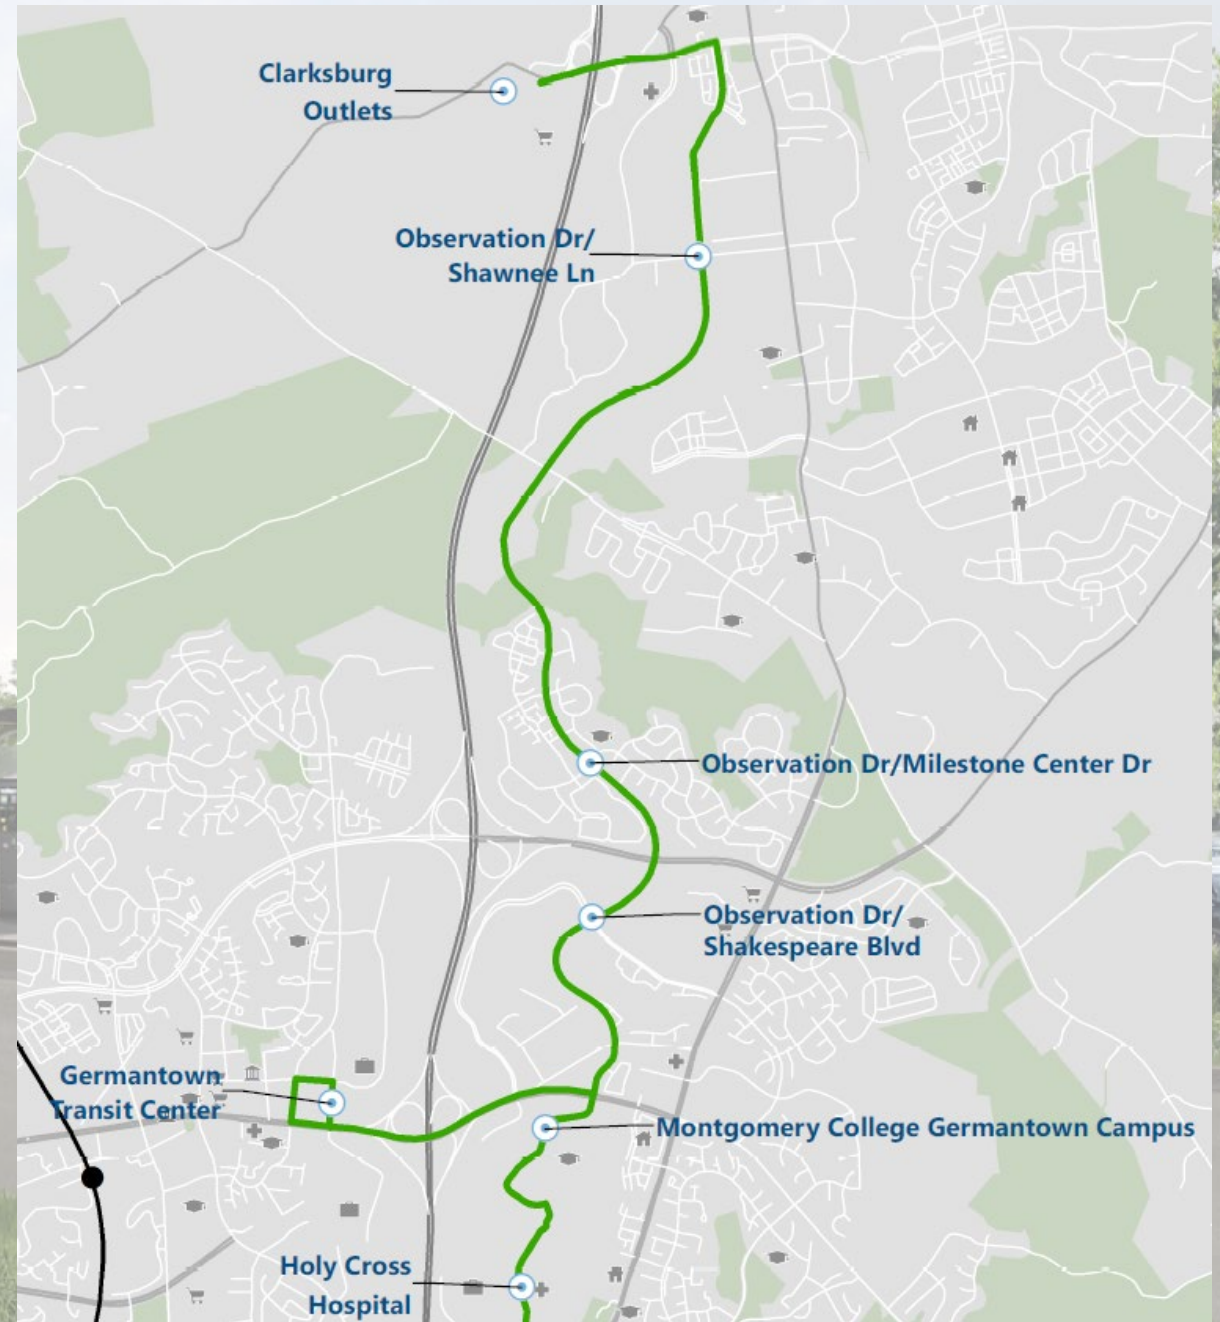 Clarksburg
Outlets
Observation Dr/
Shawnee Ln
Observation Dr/Milestone Center Dr
Observation Dr/
Shakespeare Blvd
Germantown
Transit Center
Montgomery College Germantown Campus
Holy Cross
Hospital